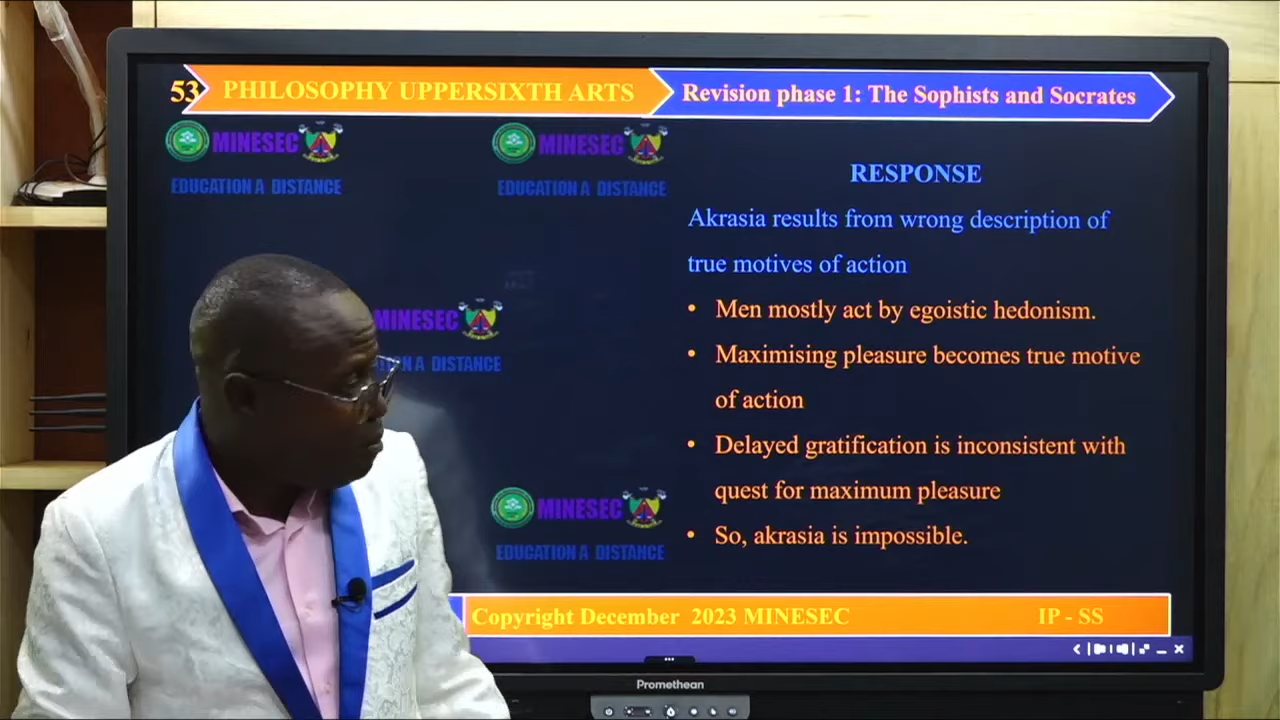 53
PHILOSOPHY UPPERSIXTH ARTS
Revision phase 1: The Sophists and Socrates
MINESEC
EDUCATION A DISTANCE
MINESEC
EDUCATION A DISTANCE
RESPONSE
Akrasia results from wrong description of
true motives of action
• Men mostly act by egoistic hedonism.
MINESEC
N A DISTANCE
• Maximising pleasure becomes true motive
of action
• Delayed gratification is inconsistent with
quest for maximum pleasure
MINESEC
EDUCATION A DISTANCE
• So, akrasia is impossible.
Copyright December 2023 MINESEC
IP - SS
Promethean